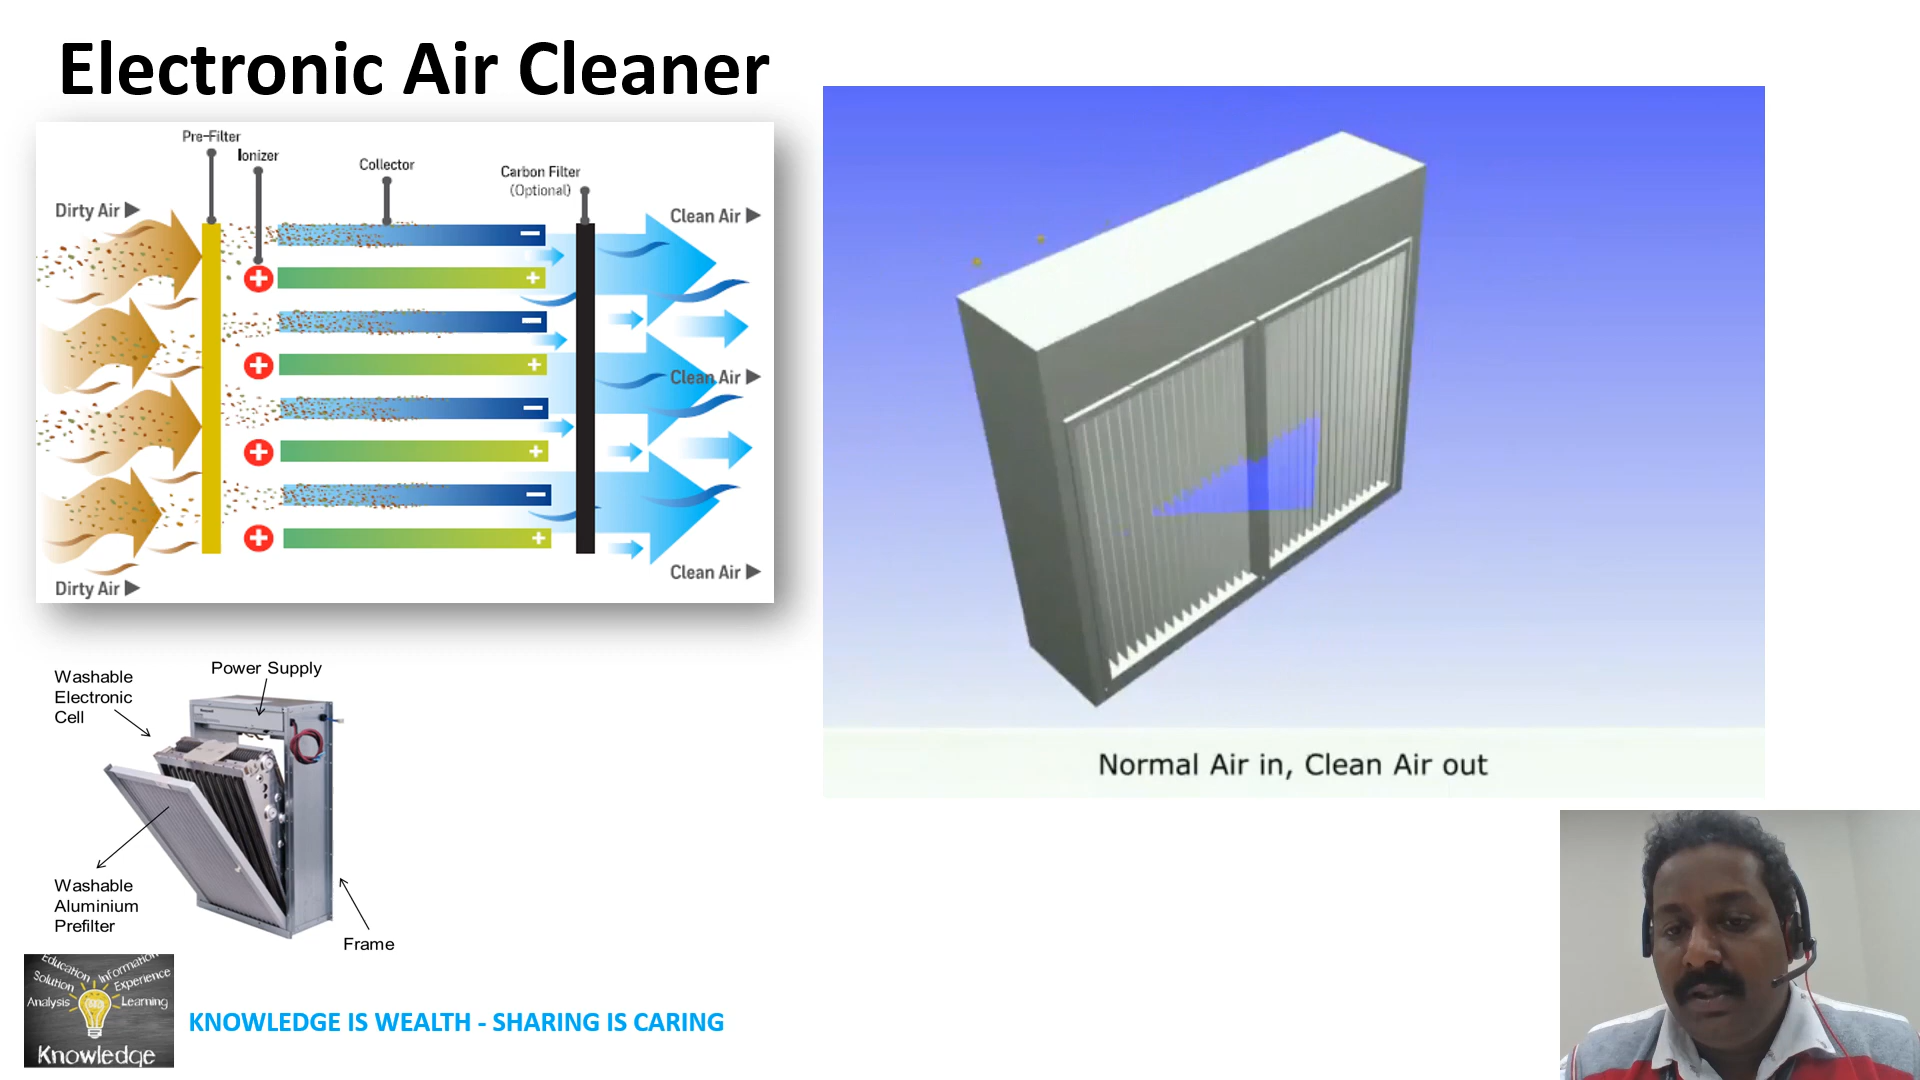 Electronic Air Cleaner
Pre-Filter
Ionizer
Collector
Carbon Filter
(Optional)
Dirty Air
Clean Air
Clean Air
Clean Air
Dirty Air
Normal Air in, Clean Air out
Washable
Electronic
Cell
Power Supply
Washable
Aluminium
Prefilter
Frame
Education Information
Solution Experience
Analysis Learning
Knowledge
KNOWLEDGE IS WEALTH - SHARING IS CARING